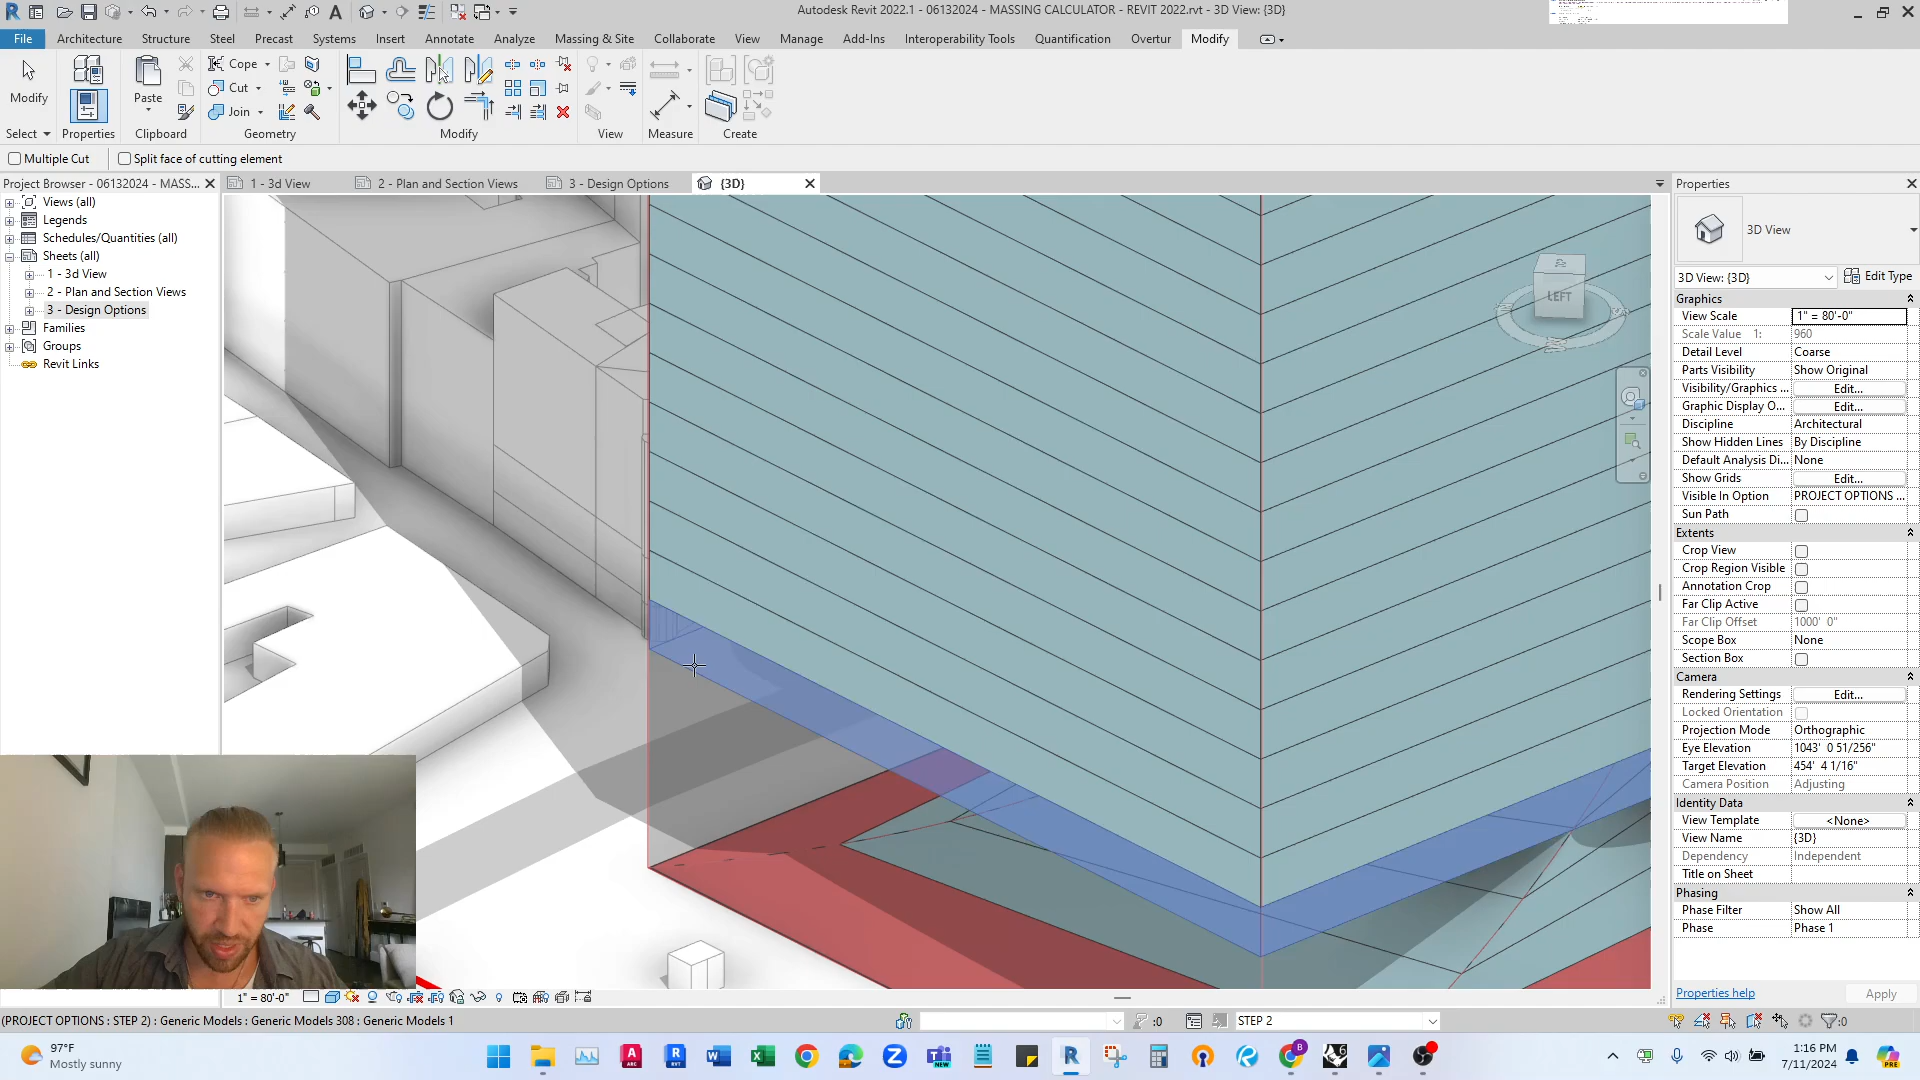 Autodesk Revit 2022.1 - 06132024 - MASSING CALCULATOR - REVIT 2022.rvt - 3D View: {3D}
File Architecture Structure Steel Precast Systems Insert Annotate Analyze Massing & Site Collaborate View Manage Add-Ins Interoperability Tools Quantification Overtur Modify
Modify Paste Cope Cut Join
Select Properties Clipboard Geometry Modify View Measure Create
Multiple Cut Split face of cutting element
Project Browser - 06132024 - MASS...
1 - 3d View 2 - Plan and Section Views 3 - Design Options {3D}
Views (all)
Legends
Schedules/Quantities (all)
Sheets (all)
1 - 3d View
2 - Plan and Section Views
3 - Design Options
Families
Groups
Revit Links
LEFT
Properties
3D View
3D View: {3D} Edit Type
Graphics
View Scale 1" = 80'-0"
Scale Value 1: 960
Detail Level Coarse
Parts Visibility Show Original
Visibility/Graphics ... Edit...
Graphic Display O... Edit...
Discipline Architectural
Show Hidden Lines By Discipline
Default Analysis Di... None
Show Grids Edit...
Visible In Option PROJECT OPTIONS ...
Sun Path
Extents
Crop View
Crop Region Visible
Annotation Crop
Far Clip Active
Far Clip Offset 1000' 0"
Scope Box None
Section Box
Camera
Rendering Settings Edit...
Locked Orientation
Projection Mode Orthographic
Eye Elevation 1043' 0 51/256"
Target Elevation 454' 4 1/16"
Camera Position Adjusting
Identity Data
View Template <None>
View Name {3D}
Dependency Independent
Title on Sheet
Phasing
Phase Filter Show All
Phase Phase 1
Properties help Apply
1" = 80'-0"
(PROJECT OPTIONS : STEP 2) : Generic Models : Generic Models 308 : Generic Models 1
:0 STEP 2 :0
97°F
Mostly sunny
1:16 PM
7/11/2024